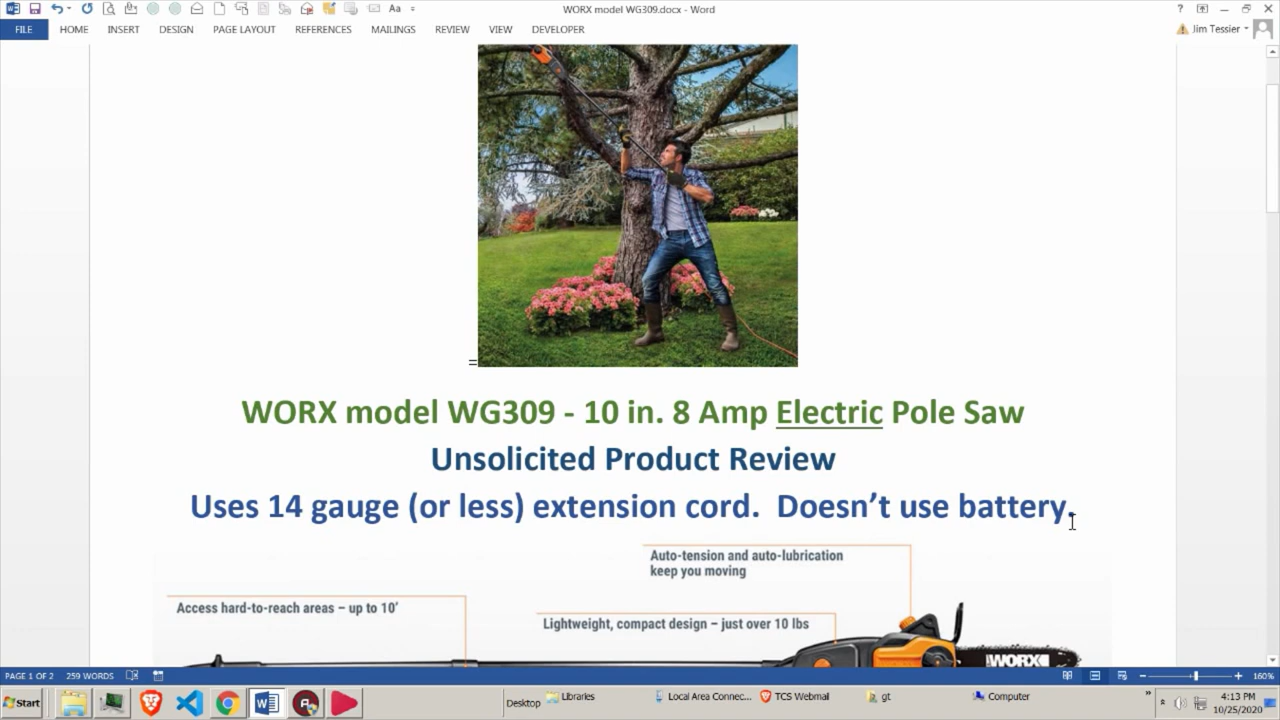 WORX model WG309.docx - Word
FILE HOME INSERT DESIGN PAGE LAYOUT REFERENCES MAILINGS REVIEW VIEW DEVELOPER
Jim Tessier
Aa
=
WORX model WG309 - 10 in. 8 Amp Electric Pole Saw
Unsolicited Product Review
Uses 14 gauge (or less) extension cord. Doesn’t use battery.
Auto-tension and auto-lubrication
keep you moving
Access hard-to-reach areas – up to 10’
Lightweight, compact design – just over 10 lbs
WORX
PAGE 1 OF 2 259 WORDS
160%
Start
Desktop Libraries Local Area Connec... TCS Webmail gt Computer
4:13 PM
10/25/2020